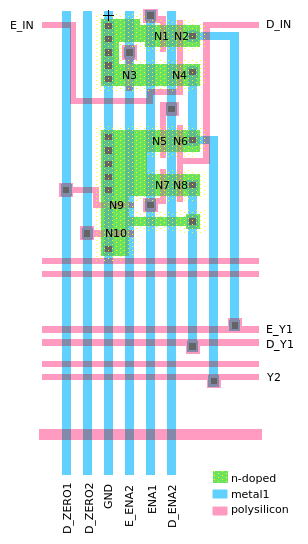 E_IN
D_IN
N1 N2
N3 N4
N5 N6
N7 N8
N9
N10
E_Y1
D_Y1
Y2
D_ZERO1
D_ZERO2
GND
E_ENA2
ENA1
D_ENA2
n-doped
metal1
polysilicon